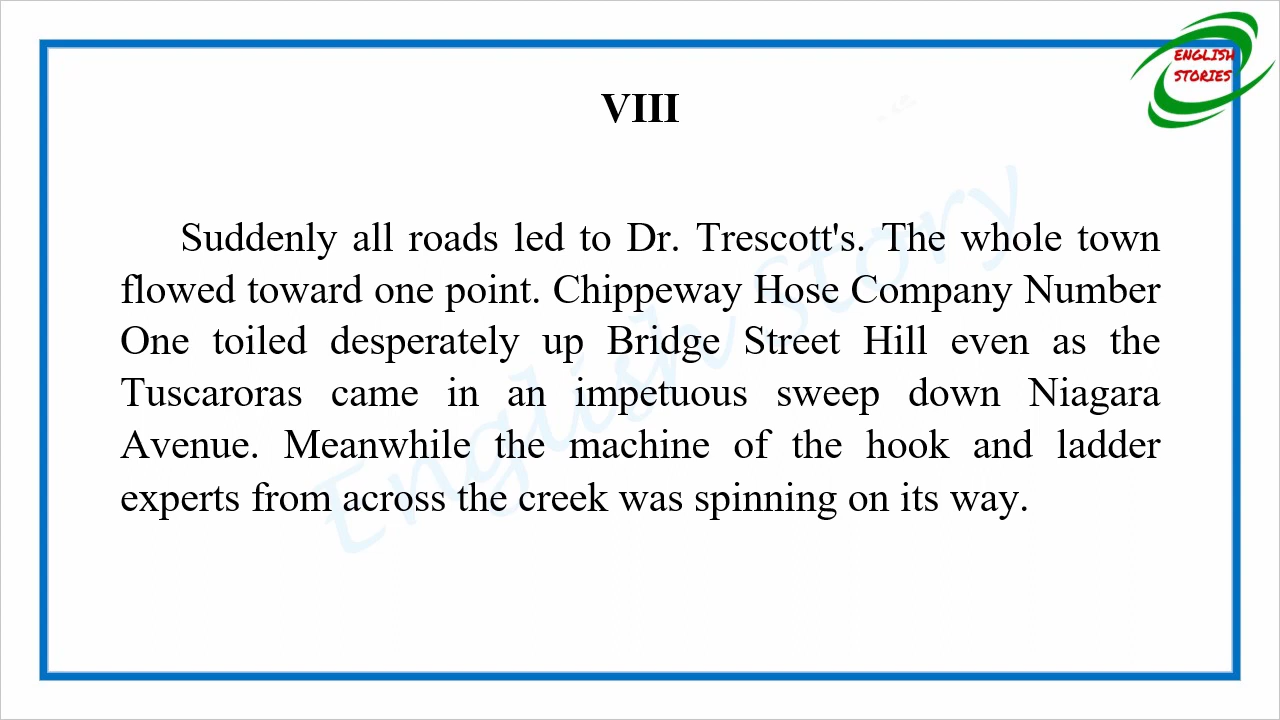 ENGLISH
STORIES
VIII
Suddenly all roads led to Dr. Trescott's. The whole town
flowed toward one point. Chippeway Hose Company Number
One toiled desperately up Bridge Street Hill even as the
Tuscaroras came in an impetuous sweep down Niagara
Avenue. Meanwhile the machine of the hook and ladder
experts from across the creek was spinning on its way.
English story